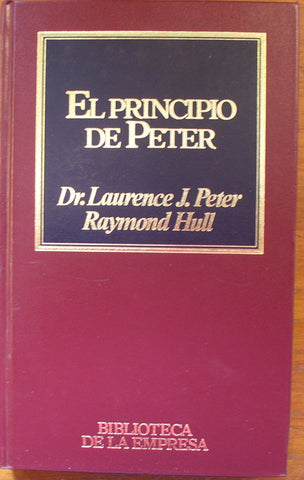 EL PRINCIPIO
DE PETER
Dr. Laurence J. Peter
Raymond Hull
BIBLIOTECA
DE LA EMPRESA